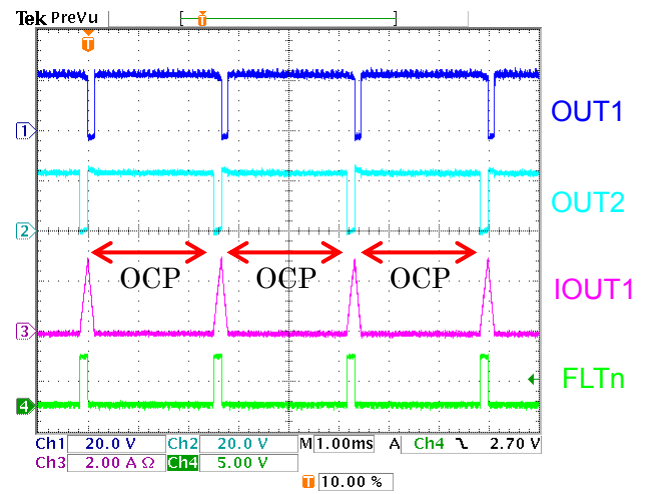 Tek PreVu
T
T
OUT1
1
OUT2
2
OCP OCP OCP
IOUT1
3
FLTn
4
Ch1 20.0 V Ch2 20.0 V M 1.00ms A Ch4 2.70 V
Ch3 2.00 A Ω Ch4 5.00 V
T 10.00 %